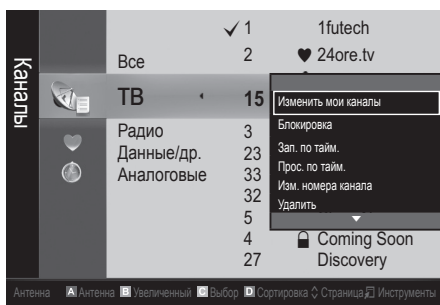 Каналы
Все
ТВ
Радио
Данные/др.
Аналоговые
✓ 1 1futech
2 ♥ 24ore.tv
15
3
23
33
32
5
4 Coming Soon
27 Discovery
Изменить мои каналы
Блокировка
Зап. по тайм.
Прос. по тайм.
Изм. номера канала
Удалить
Антенна A Антенна B Увеличенный C Выбор D Сортировка Страница Инструменты